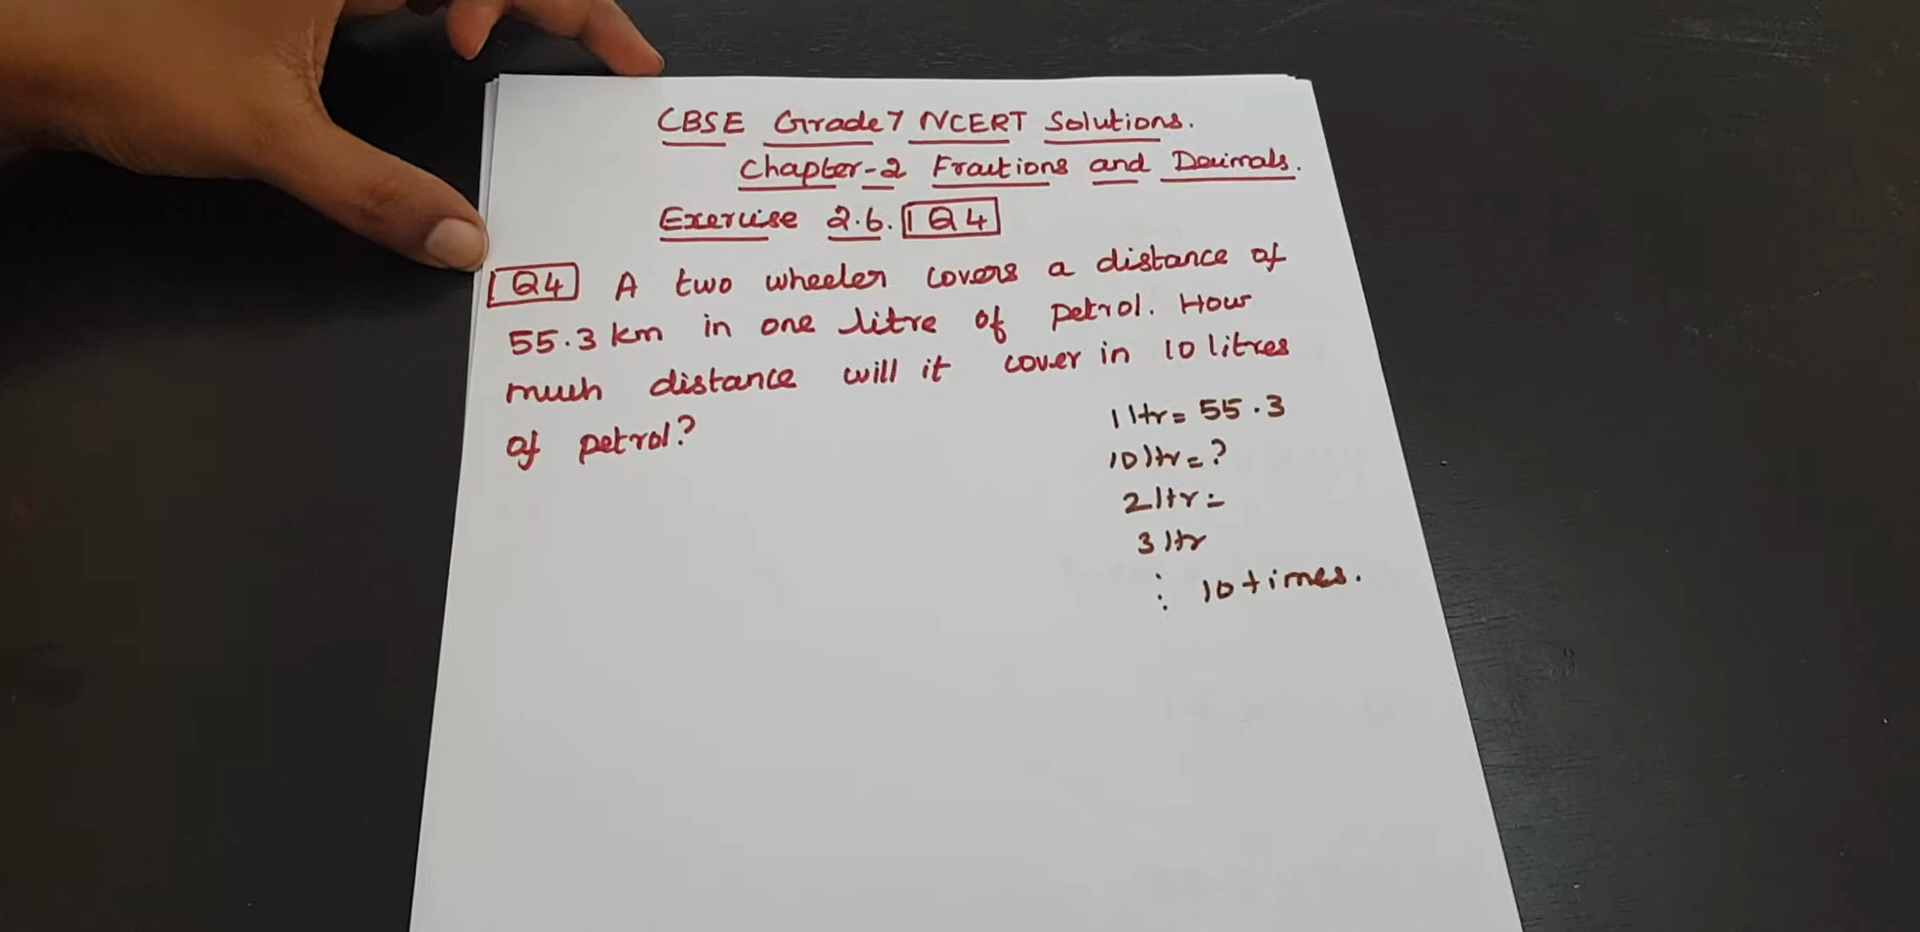 CBSE Grade 7 NCERT Solutions.
Chapter-2 Fractions and Decimals.
Exercise 2.6. Q4
Q4 A two wheeler covers a distance of
55.3 km in one litre of petrol. How
much distance will it cover in 10 litres
of petrol?
1 ltr = 55.3
10 ltr = ?
2 ltr =
3 ltr
: 10 times.